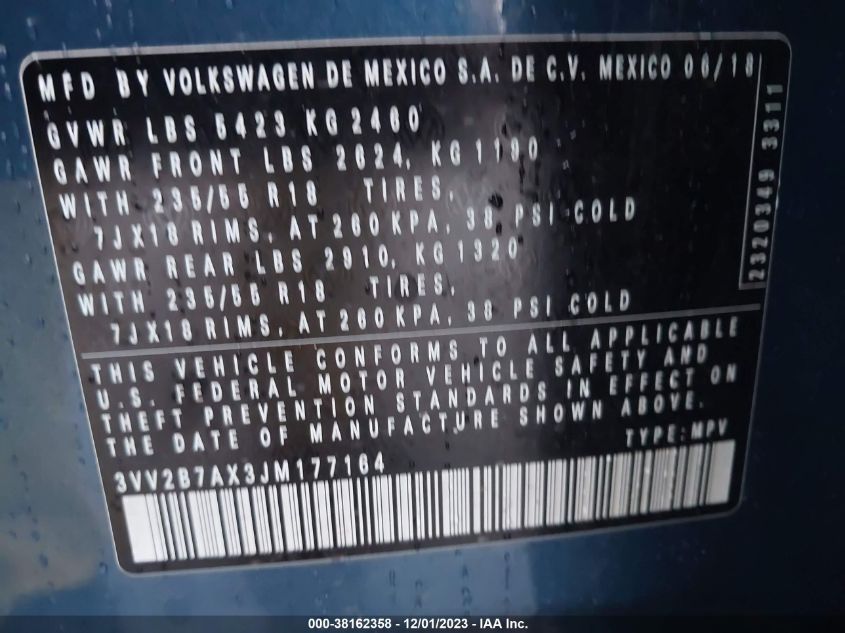 MFD BY VOLKSWAGEN DE MEXICO S.A. DE C.V. MEXICO 06/18
GVWR LBS 5423 KG 2460
GAWR FRONT LBS 2624, KG 1190
WITH 235/55 R18 TIRES,
7JX18 RIMS, AT 260 KPA, 38 PSI COLD
GAWR REAR LBS 2910, KG 1320
WITH 235/55 R18 TIRES,
7JX18 RIMS, AT 260 KPA, 38 PSI COLD
2320349 3311
THIS VEHICLE CONFORMS TO ALL APPLICABLE
U.S. FEDERAL MOTOR VEHICLE SAFETY AND
THEFT PREVENTION STANDARDS IN EFFECT ON
THE DATE OF MANUFACTURE SHOWN ABOVE.
TYPE: MPV
3VV2B7AX3JM177164
000-38162358 - 12/01/2023 - IAA Inc.